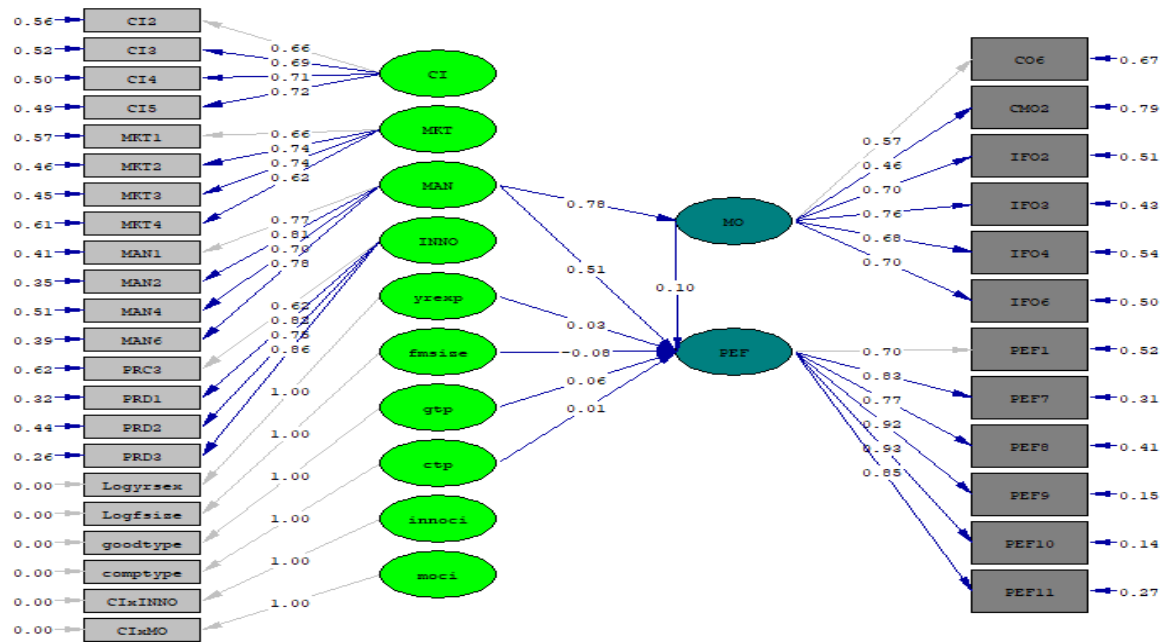 0.56 CI2
0.52 CI3
0.50 CI4
0.49 CI5
0.57 MKT1
0.46 MKT2
0.45 MKT3
0.61 MKT4
0.41 MAN1
0.35 MAN2
0.51 MAN4
0.39 MAN6
0.62 PRC3
0.32 PRD1
0.44 PRD2
0.26 PRD3
0.00 Logyrsex
0.00 Logfsize
0.00 goodtype
0.00 comptype
0.00 CIxINNO
0.00 CIxMO
0.66
0.69
0.71
0.72
0.66
0.74
0.74
0.62
0.77
0.81
0.70
0.78
0.62
0.82
0.75
0.86
1.00
1.00
1.00
1.00
1.00
1.00
CI
MKT
MAN
INNO
yrexp
fmsize
gtp
ctp
innoci
moci
0.78
0.51
0.10
0.03
-0.08
0.06
0.01
MO
PEF
0.57
0.46
0.70
0.76
0.68
0.70
0.70
0.83
0.77
0.92
0.93
0.85
CO6 0.67
CMO2 0.79
IFO2 0.51
IFO3 0.43
IFO4 0.54
IFO6 0.50
PEF1 0.52
PEF7 0.31
PEF8 0.41
PEF9 0.15
PEF10 0.14
PEF11 0.27